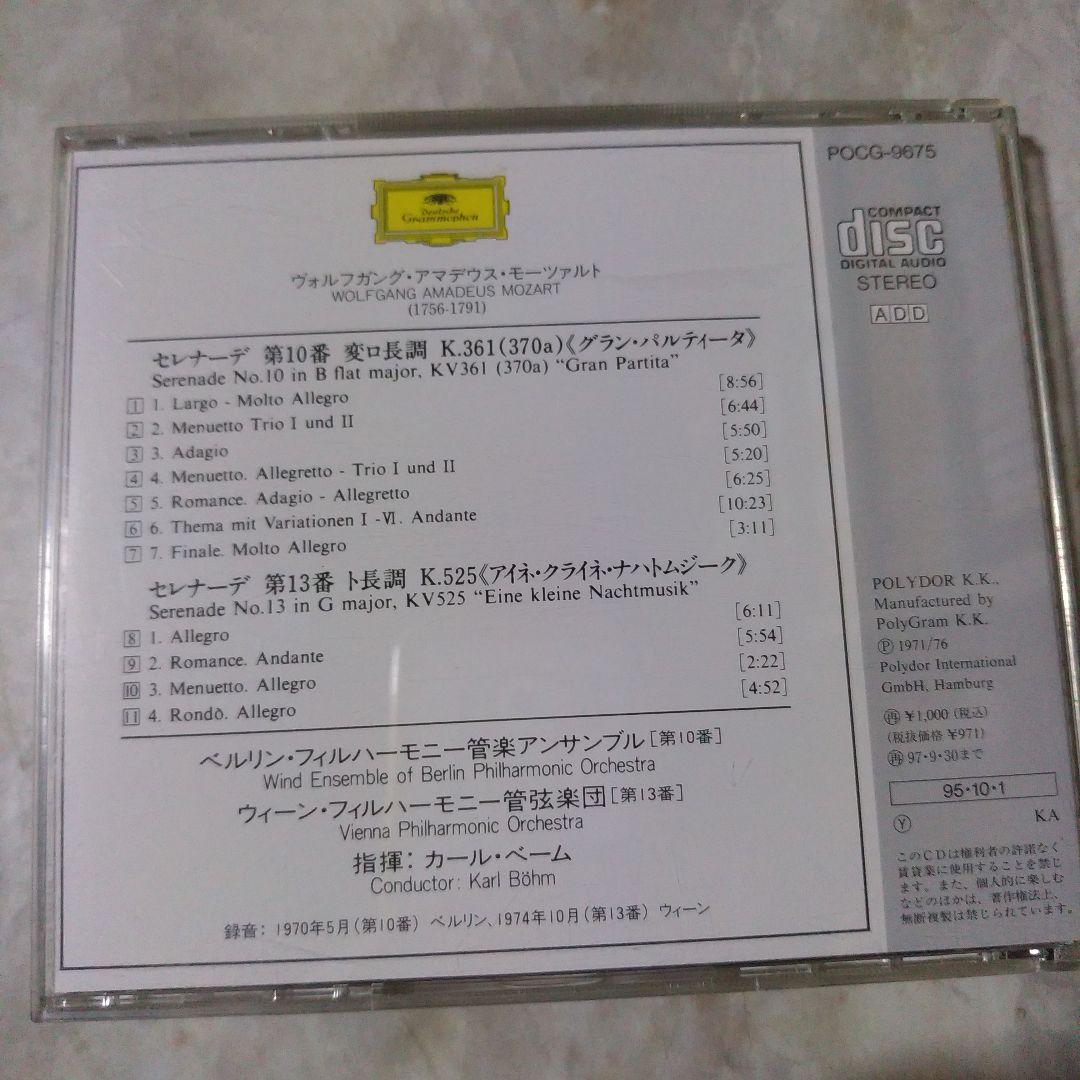 Deutsche
Grammophon
ヴォルフガング・アマデウス・モーツァルト
WOLFGANG AMADEUS MOZART
(1756-1791)
セレナーデ 第10番 変ロ長調 K.361(370a)《グラン・パルティータ》
Serenade No.10 in B flat major, KV361 (370a) “Gran Partita”
1 1. Largo - Molto Allegro [8:56]
2 2. Menuetto Trio I und II [6:44]
3 3. Adagio [5:50]
4 4. Menuetto. Allegretto - Trio I und II [5:20]
5 5. Romance. Adagio - Allegretto [6:25]
6 6. Thema mit Variationen I -VI. Andante [10:23]
7 7. Finale. Molto Allegro [3:11]
セレナーデ 第13番 ト長調 K.525《アイネ・クライネ・ナハトムジーク》
Serenade No.13 in G major, KV525 “Eine kleine Nachtmusik”
8 1. Allegro [6:11]
9 2. Romance. Andante [5:54]
10 3. Menuetto. Allegro [2:22]
11 4. Rondò. Allegro [4:52]
ベルリン・フィルハーモニー管楽アンサンブル[第10番]
Wind Ensemble of Berlin Philharmonic Orchestra
ウィーン・フィルハーモニー管弦楽団[第13番]
Vienna Philharmonic Orchestra
指揮: カール・ベーム
Conductor: Karl Böhm
録音: 1970年5月(第10番) ベルリン、1974年10月(第13番) ウィーン
POCG-9675
COMPACT
disc
DIGITAL AUDIO
STEREO
ADD
POLYDOR K.K.,
Manufactured by
PolyGram K.K.
Ⓟ 1971/76
Polydor International
GmbH, Hamburg
㊢ ¥1,000 (税込)
(税抜価格 ¥971)
㊢ 97・9・30まで
95・10・1
Ⓨ KA
このCDは権利者の許諾なく
賃貸業に使用することを禁じ
ます。また、個人的に楽しむ
などのほかは、著作権法上、
無断複製は禁じられています。